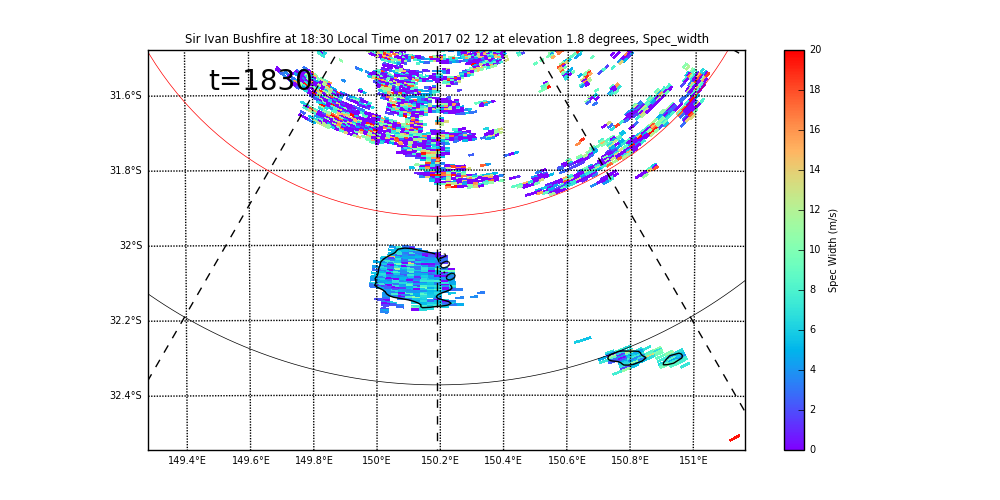 Sir Ivan Bushfire at 18:30 Local Time on 2017 02 12 at elevation 1.8 degrees, Spec_width
t=1830
31.6°S
31.8°S
32°S
32.2°S
32.4°S
149.4°E 149.6°E 149.8°E 150°E 150.2°E 150.4°E 150.6°E 150.8°E 151°E
20
18
16
14
12
10
8
6
4
2
0
Spec Width (m/s)